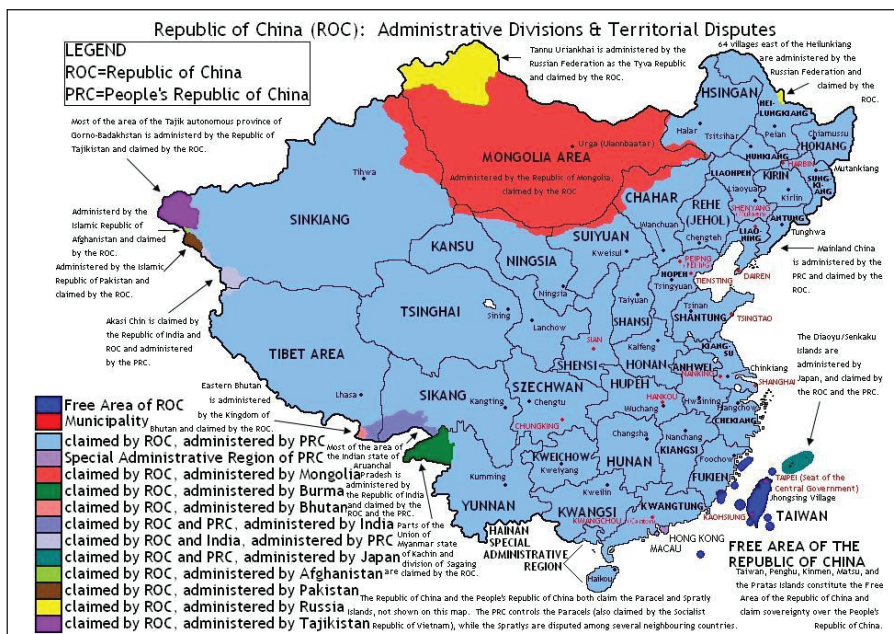 Republic of China (ROC): Administrative Divisions & Territorial Disputes
LEGEND
ROC=Republic of China
PRC=People's Republic of China
Tannu Uriankhai is administered by the
Russian Federation as the Tyva Republic
and claimed by the ROC.
64 villages east of the Heilunkiang
are administered by the
Russian Federation and
claimed by the
ROC.
Most of the area of the Tajik autonomous province of
Gorno-Badakhstan is administerd by the Republic of
Tajikistan and claimed by the ROC.
Administerd by the
Islamic Republic of
Afghanistan and claimed
by the ROC.
Administered by the Islamic
Republic of Pakistan and
claimed by the ROC.
Akasi Chin is claimed by
the Republic of India and
ROC and administered
by the PRC.
Eastern Bhutan
is administered
by the Kingdom of
Bhutan and claimed by the ROC.
Most of the area of the
Indian state of
Aruanchal
Pradesh is
administered by
the Republic of India
and claimed by
the ROC and the PRC.
Parts of the
Union of
Myanmar state
of Kachin and
division of Sagaing are
claimed by the ROC.
Mainland China
is administered by the
PRC and claimed by the
ROC.
The Diaoyu/Senkaku
Islands are
administered by
Japan, and claimed by
the ROC and the PRC.
MONGOLIA AREA
Administered by the Republic of Mongolia,
claimed by the ROC
Urga (Ulannbaatar)
HSINGAN
Halar
Tsitsihar
HEI-
LUNGKIANG
Peian
Chiamussu
HOKIANG
NUNKIANG
HARBIN
Mutankiang
SUNG-
KI-
ANG
LIAOHPEH
Liaoyuan
KIRIN
Kirlin
SHENYANG
ANTUNG
Tunghwa
LIAO-
NING
DAIREN
REHE
(JEHOL)
Chengteh
CHAHAR
Wanchuan
SUIYUAN
Kweisui
PEIPNG
HOPEH
TIENSTING
Tsingyuan
SINKIANG
Tihwa
KANSU
NINGSIA
Ningsia
TSINGHAI
Sining
Lanchow
TIBET AREA
Lhasa
SIKANG
Kangting
SHANSI
Taiyuan
SHANTUNG
Tsinan
TSINGTAO
SIAN
SHENSI
HONAN
Kaifeng
KIANG-
SU
Chinkiang
ANHWEI
NANKING
SHANGHAI
HUPEH
HANKOU
Wuchang
Hangchow
CHEKIANG
SZECHWAN
Chengtu
CHUNGKING
KWEICHOW
Kweiyang
HUNAN
Changsha
KIANGSI
Nanchang
FUKIEN
Foochow
YUNNAN
Kumming
KWANGSI
Kweilin
KWANGTUNG
KWANGCHOU
HONG KONG
MACAU
HAINAN
SPECIAL
ADMINISTRATIVE
REGION
Haikou
TAIPEI (Seat of the
Central Government)
Jhongsing Village
KAOHSIUNG
TAIWAN
FREE AREA OF THE
REPUBLIC OF CHINA
Taiwan, Penghu, Kinmen, Matsu, and
the Pratas Islands constitute the Free
Area of the Republic of China and
claim sovereignty over the People's
Republic of China.
Free Area of ROC
Municipality
claimed by ROC, administered by PRC
Special Administrative Region of PRC
claimed by ROC, administered by Mongolia
claimed by ROC, administered by Burma
claimed by ROC, administered by Bhutan
claimed by ROC and PRC, administered by India
claimed by ROC and India, administered by PRC
claimed by ROC and PRC, administered by Japan
claimed by ROC, administered by Afghanistan
claimed by ROC, administered by Pakistan
claimed by ROC, administered by Russia
claimed by ROC, administered by Tajikistan
The Republic of China and the People's Republic of China both claim the Paracel and Spratly
Islands, not shown on this map. The PRC controls the Paracels (also claimed by the Socialist
Republic of Vietnam), while the Spratlys are disputed among several neighbouring countries.